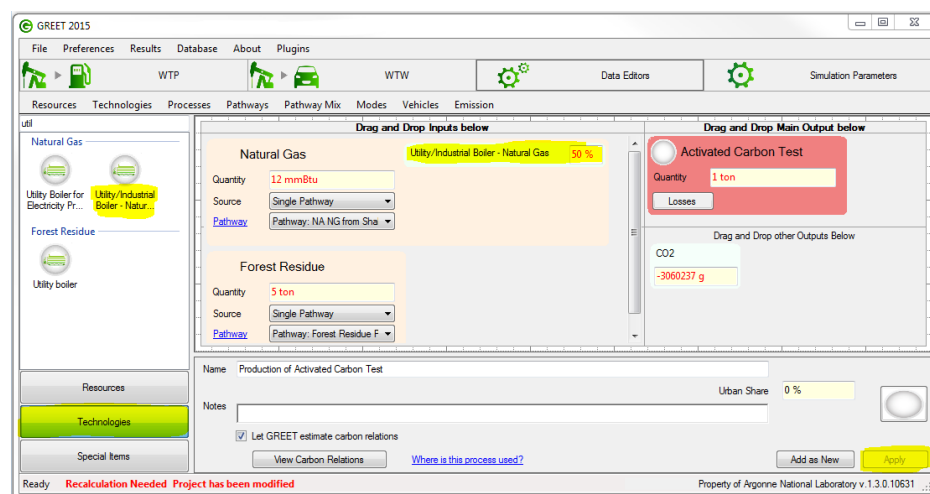 GREET 2015
File Preferences Results Database About Plugins
WTP WTW Data Editors Simulation Parameters
Resources Technologies Processes Pathways Pathway Mix Modes Vehicles Emission
util
Natural Gas
Utility Boiler for Electricity Pr...
Utility/Industrial Boiler - Natur...
Forest Residue
Utility boiler
Resources
Technologies
Special Items
Drag and Drop Inputs below
Natural Gas
Utility/Industrial Boiler - Natural Gas 50 %
Quantity 12 mmBtu
Source Single Pathway
Pathway Pathway: NA NG from Sha
Forest Residue
Quantity 5 ton
Source Single Pathway
Pathway Pathway: Forest Residue F
Drag and Drop Main Output below
Activated Carbon Test
Quantity 1 ton
Losses
Drag and Drop other Outputs Below
CO2
-3060237 g
Name Production of Activated Carbon Test
Urban Share 0 %
Notes
Let GREET estimate carbon relations
View Carbon Relations Where is this process used? Add as New Apply
Ready Recalculation Needed Project has been modified Property of Argonne National Laboratory v.1.3.0.10631